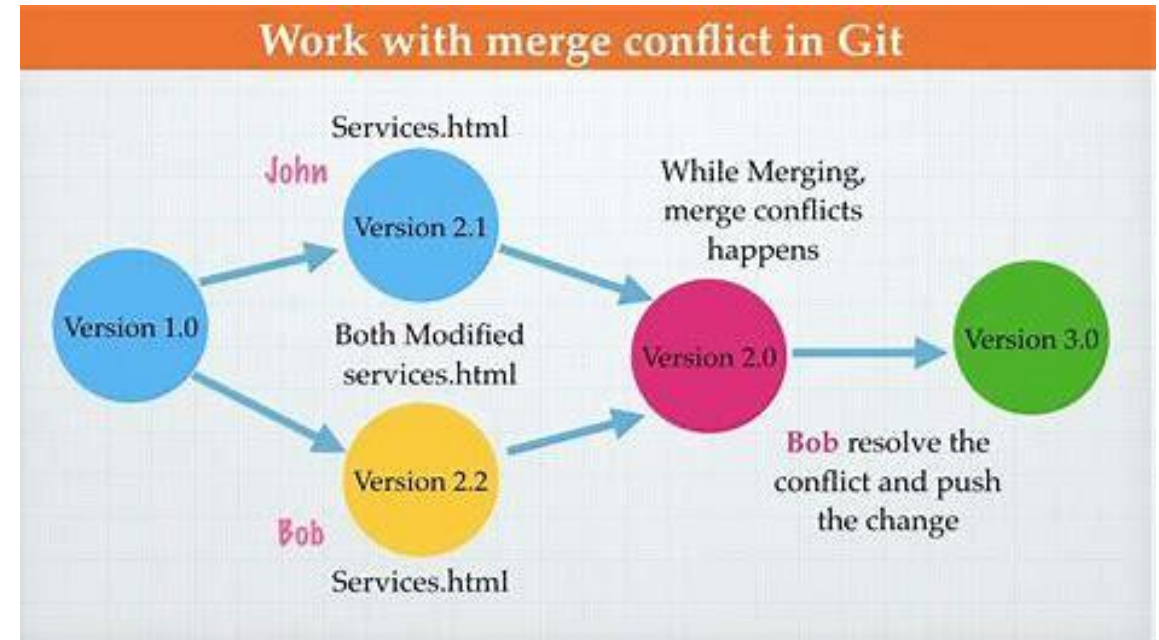 Work with merge conflict in Git
Services.html
John
Version 2.1
While Merging,
merge conflicts
happens
Version 1.0
Both Modified
services.html
Version 2.0
Version 3.0
Version 2.2
Bob
Services.html
Bob resolve the
conflict and push
the change